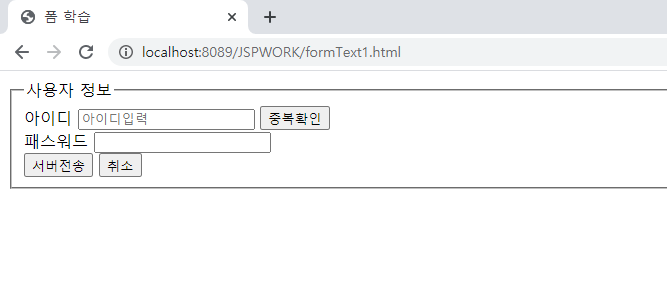 폼 학습
localhost:8089/JSPWORK/formText1.html
사용자 정보
아이디 아이디입력 중복확인
패스워드
서버전송 취소